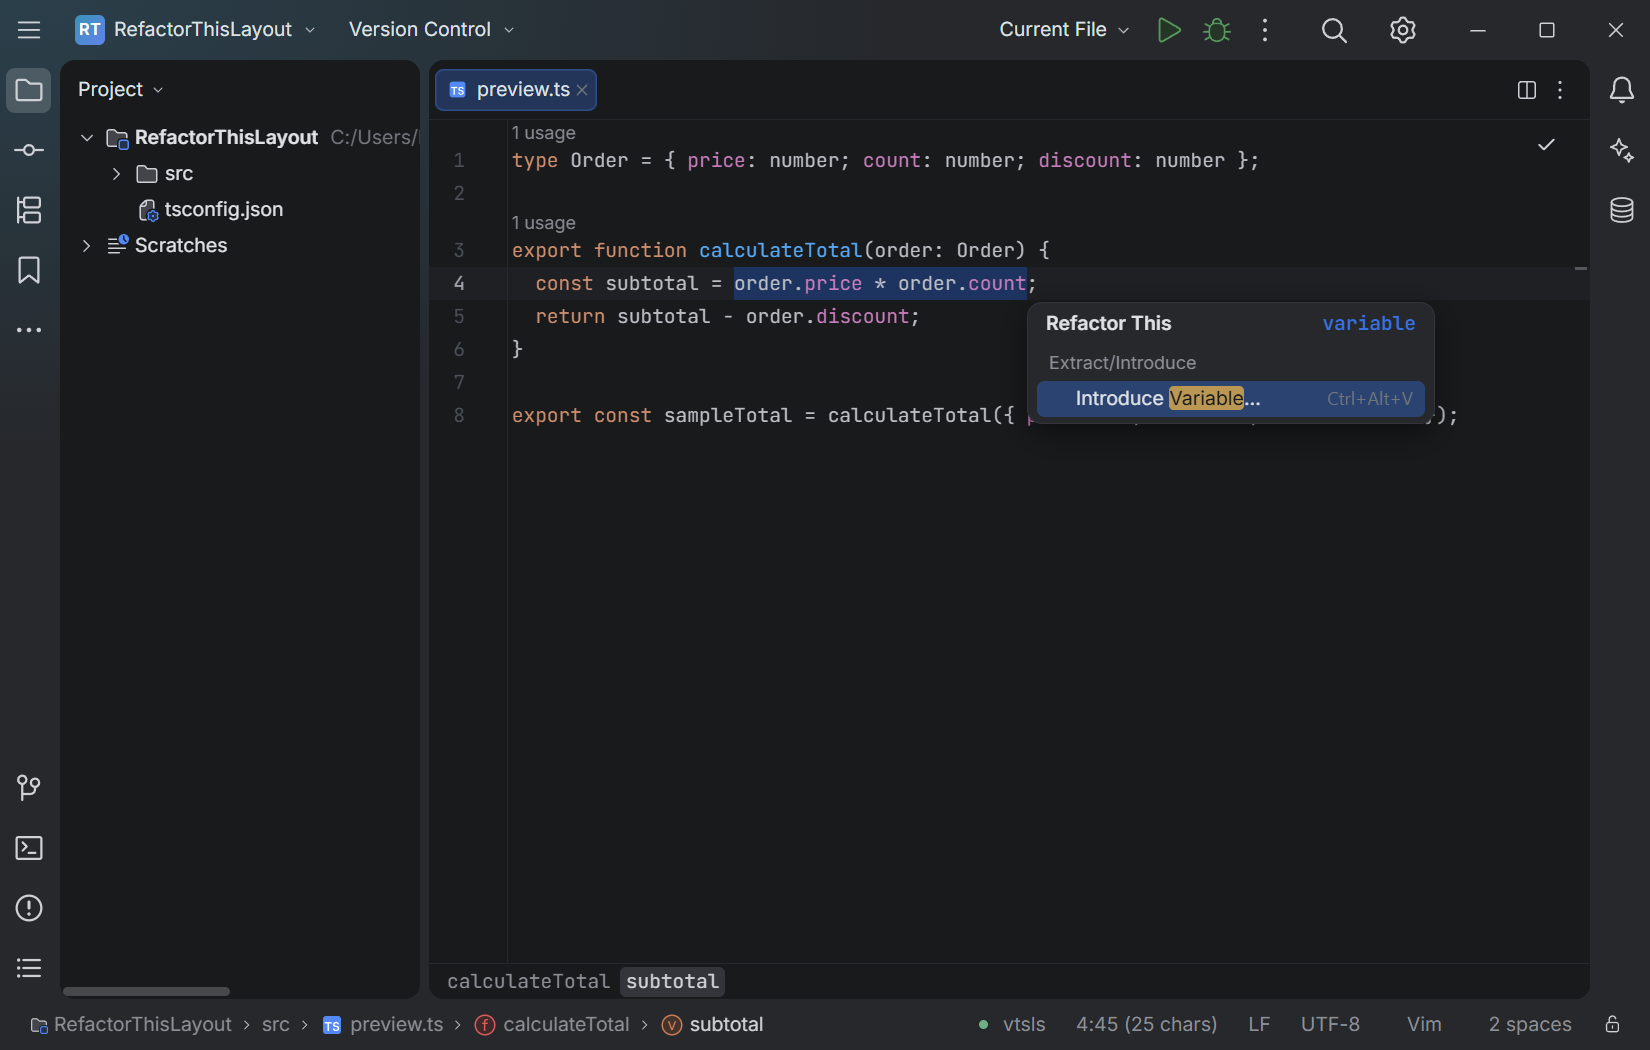 RT RefactorThisLayout Version Control Current File
Project
preview.ts
RefactorThisLayout C:/Users/
src
tsconfig.json
Scratches
1 usage
1 type Order = { price: number; count: number; discount: number };
2
1 usage
3 export function calculateTotal(order: Order) {
4 const subtotal = order.price * order.count;
5 return subtotal - order.discount;
6 }
7
8 export const sampleTotal = calculateTotal({ });
Refactor This variable
Extract/Introduce
Introduce Variable... Ctrl+Alt+V
calculateTotal subtotal
RefactorThisLayout › src › TS preview.ts › f calculateTotal › v subtotal vtsls 4:45 (25 chars) LF UTF-8 Vim 2 spaces